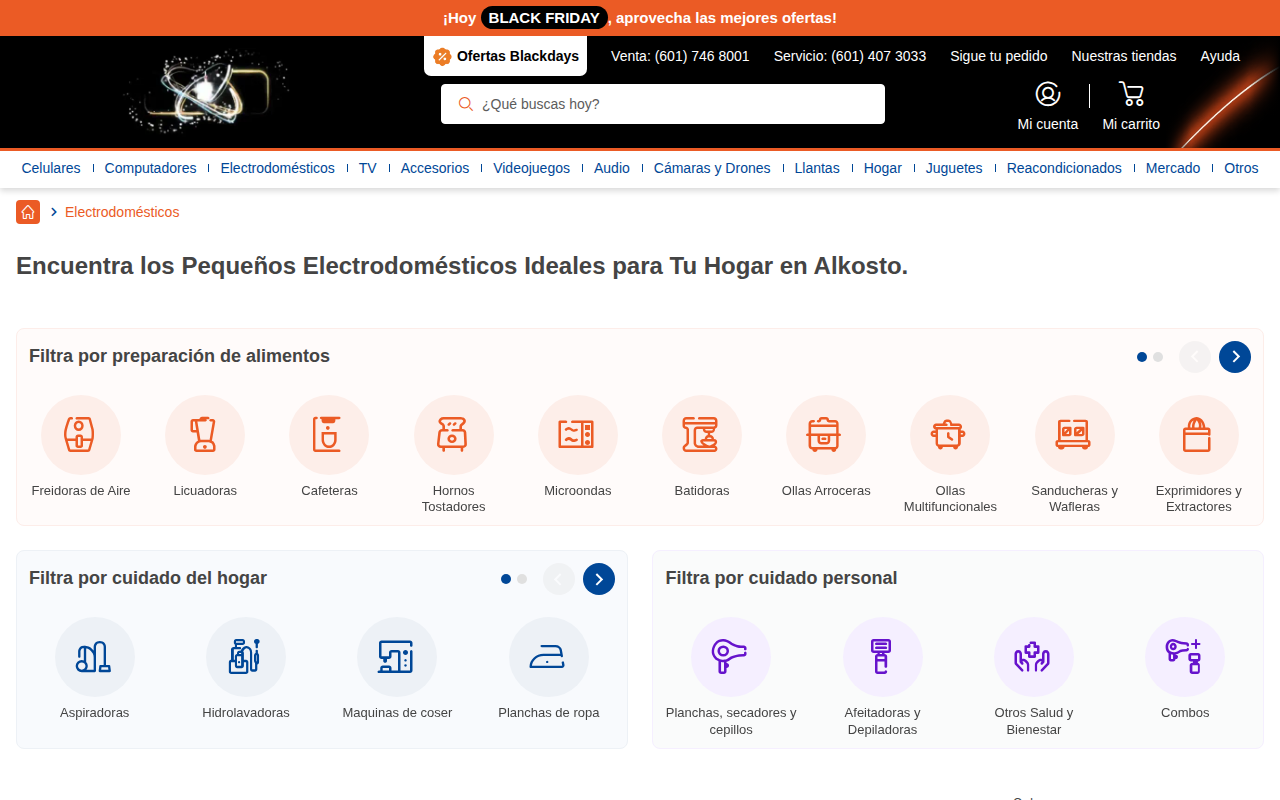 ¡Hoy BLACK FRIDAY, aprovecha las mejores ofertas!
Ofertas Blackdays Venta: (601) 746 8001 Servicio: (601) 407 3033 Sigue tu pedido Nuestras tiendas Ayuda
¿Qué buscas hoy?
Mi cuenta Mi carrito
Celulares Computadores Electrodomésticos TV Accesorios Videojuegos Audio Cámaras y Drones Llantas Hogar Juguetes Reacondicionados Mercado Otros
Electrodomésticos
Encuentra los Pequeños Electrodomésticos Ideales para Tu Hogar en Alkosto.
Filtra por preparación de alimentos
Freidoras de Aire
Licuadoras
Cafeteras
Hornos
Tostadores
Microondas
Batidoras
Ollas Arroceras
Ollas
Multifuncionales
Sanducheras y
Wafleras
Exprimidores y
Extractores
Filtra por cuidado del hogar
Aspiradoras
Hidrolavadoras
Maquinas de coser
Planchas de ropa
Filtra por cuidado personal
Planchas, secadores y
cepillos
Afeitadoras y
Depiladoras
Otros Salud y
Bienestar
Combos